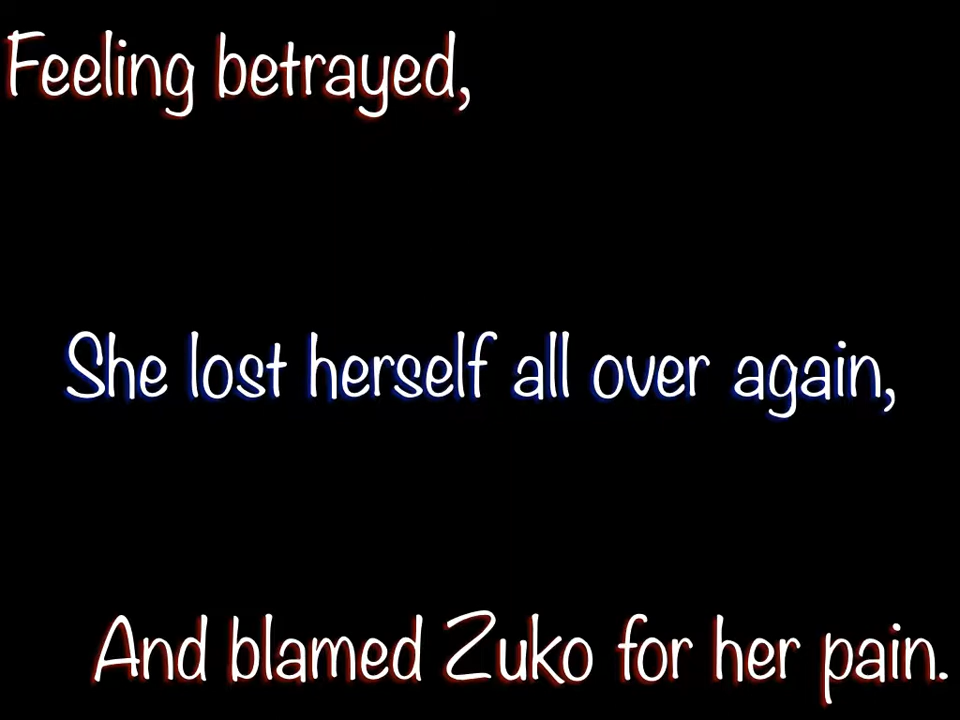 Feeling betrayed,
She lost herself all over again,
And blamed Zuko for her pain.